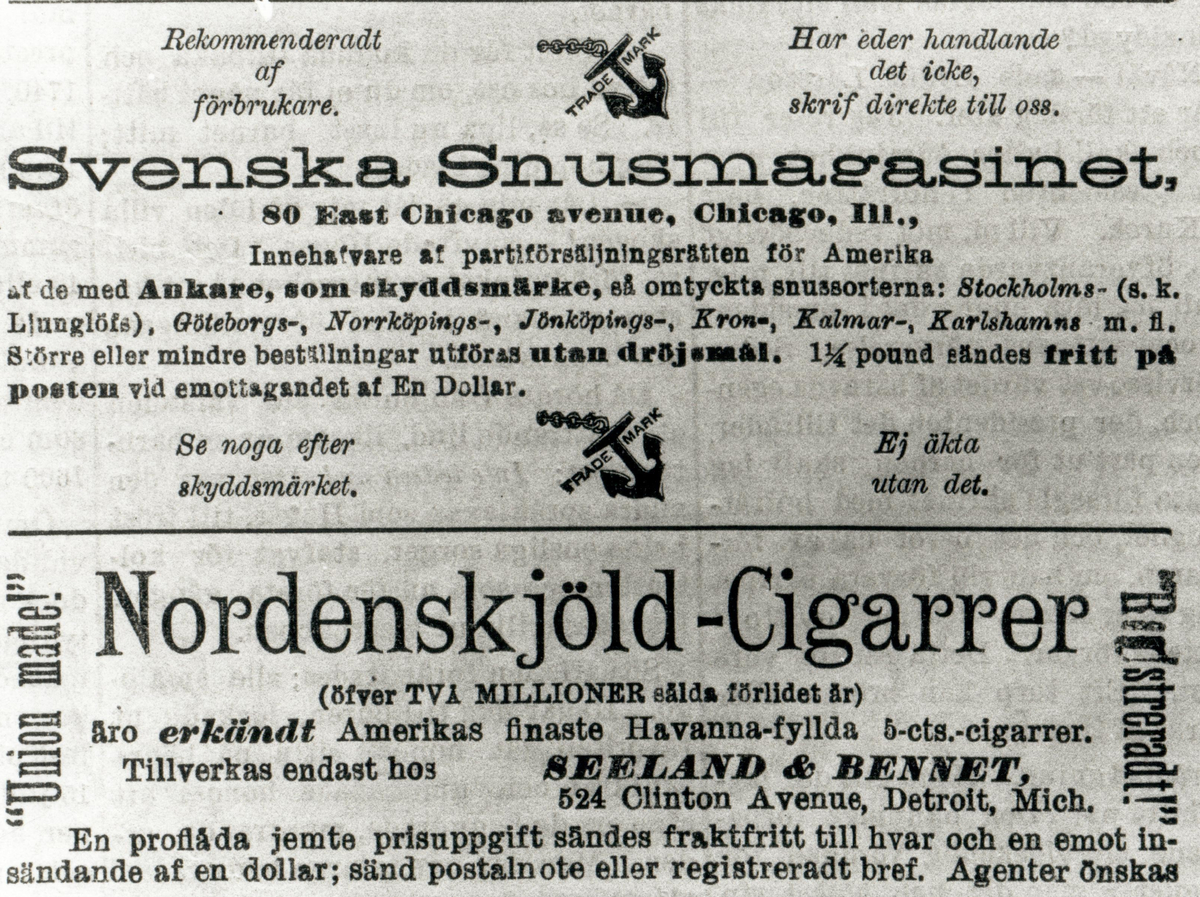 Rekommenderadt
af
förbrukare.
TRADE MARK
Har eder handlande
det icke,
skrif direkte till oss.
Svenska Snusmagasinet,
80 East Chicago avenue, Chicago, Ill.,
Innehafvare af partiförsäljningsrätten för Amerika
af de med Ankare, som skyddsmärke, så omtyckta snussorterna: Stockholms- (s. k.
Ljunglöfs), Göteborgs-, Norrköpings-, Jönköpings-, Kron-, Kalmar-, Karlshamns m. fl.
Större eller mindre beställningar utföras utan dröjsmål. 1¼ pound sändes fritt på
posten vid emottagandet af En Dollar.
Se noga efter
skyddsmärket.
TRADE MARK
Ej äkta
utan det.
"Union made!"
Nordenskjöld-Cigarrer
(öfver TVÅ MILLIONER sålda förlidet år)
äro erkändt Amerikas finaste Havanna-fyllda 5-cts.-cigarrer.
Tillverkas endast hos SEELAND & BENNET,
524 Clinton Avenue, Detroit, Mich.
"Registreradt!"
En proflåda jemte prisuppgift sändes fraktfritt till hvar och en emot in-
sändande af en dollar; sänd postalnote eller registreradt bref. Agenter önskas